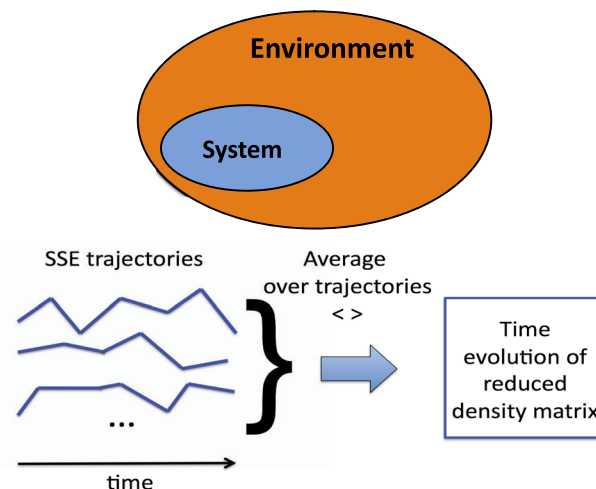 Environment
System
SSE trajectories
Average
over trajectories
< >
...
time
Time
evolution of
reduced
density matrix